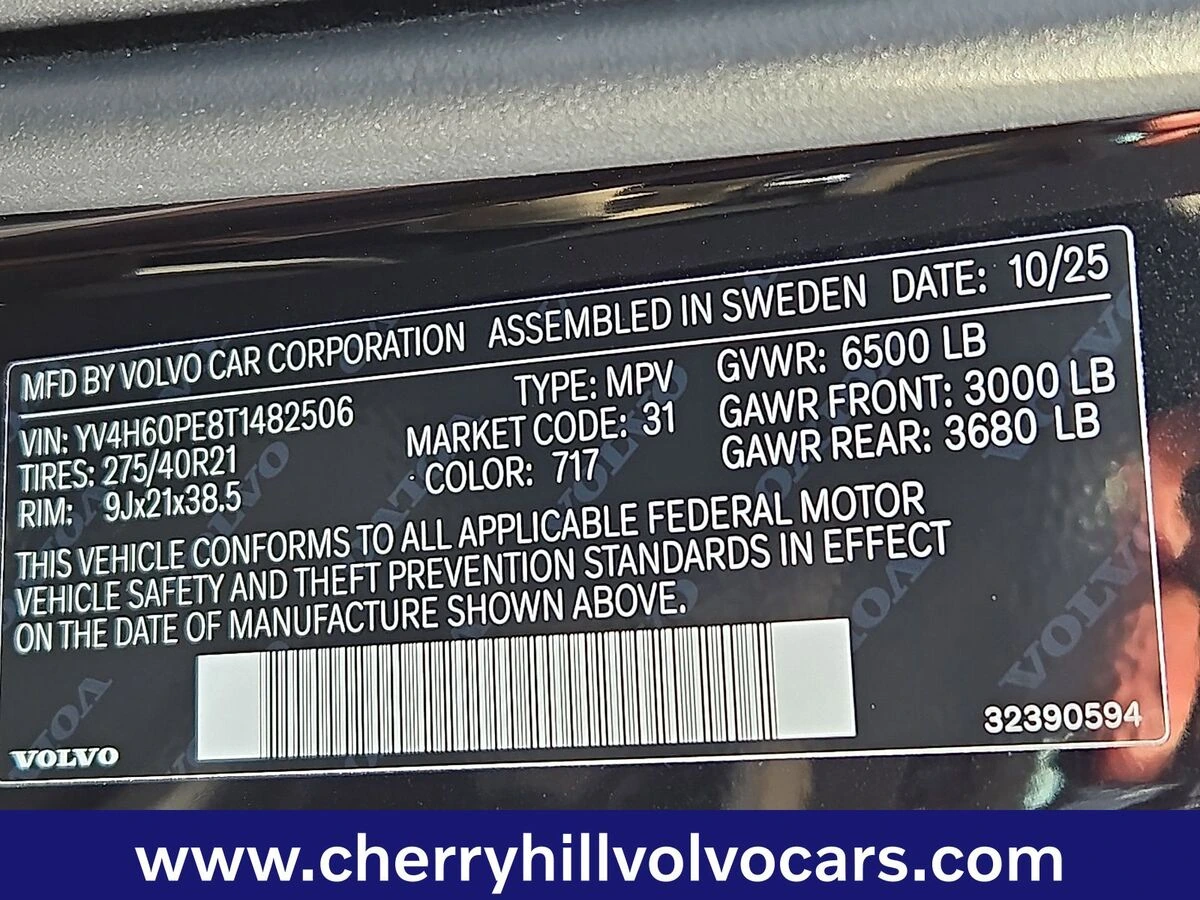 MFD BY VOLVO CAR CORPORATION ASSEMBLED IN SWEDEN DATE: 10/25
VIN: YV4H60PE8T1482506 TYPE: MPV GVWR: 6500 LB
TIRES: 275/40R21 MARKET CODE: 31 GAWR FRONT: 3000 LB
RIM: 9Jx21x38.5 COLOR: 717 GAWR REAR: 3680 LB
THIS VEHICLE CONFORMS TO ALL APPLICABLE FEDERAL MOTOR
VEHICLE SAFETY AND THEFT PREVENTION STANDARDS IN EFFECT
ON THE DATE OF MANUFACTURE SHOWN ABOVE.
VOLVO 32390594
www.cherryhillvolvocars.com